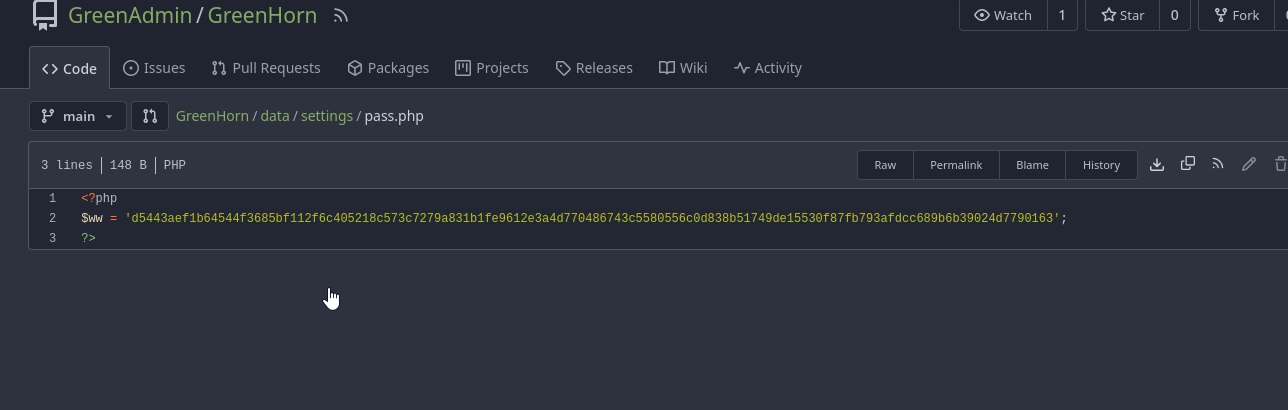 GreenAdmin / GreenHorn
Watch 1 Star 0 Fork
Code Issues Pull Requests Packages Projects Releases Wiki Activity
main GreenHorn / data / settings / pass.php
3 lines 148 B PHP Raw Permalink Blame History
1 <?php
2 $ww = 'd5443aef1b64544f3685bf112f6c405218c573c7279a831b1fe9612e3a4d770486743c5580556c0d838b51749de15530f87fb793afdcc689b6b39024d7790163';
3 ?>